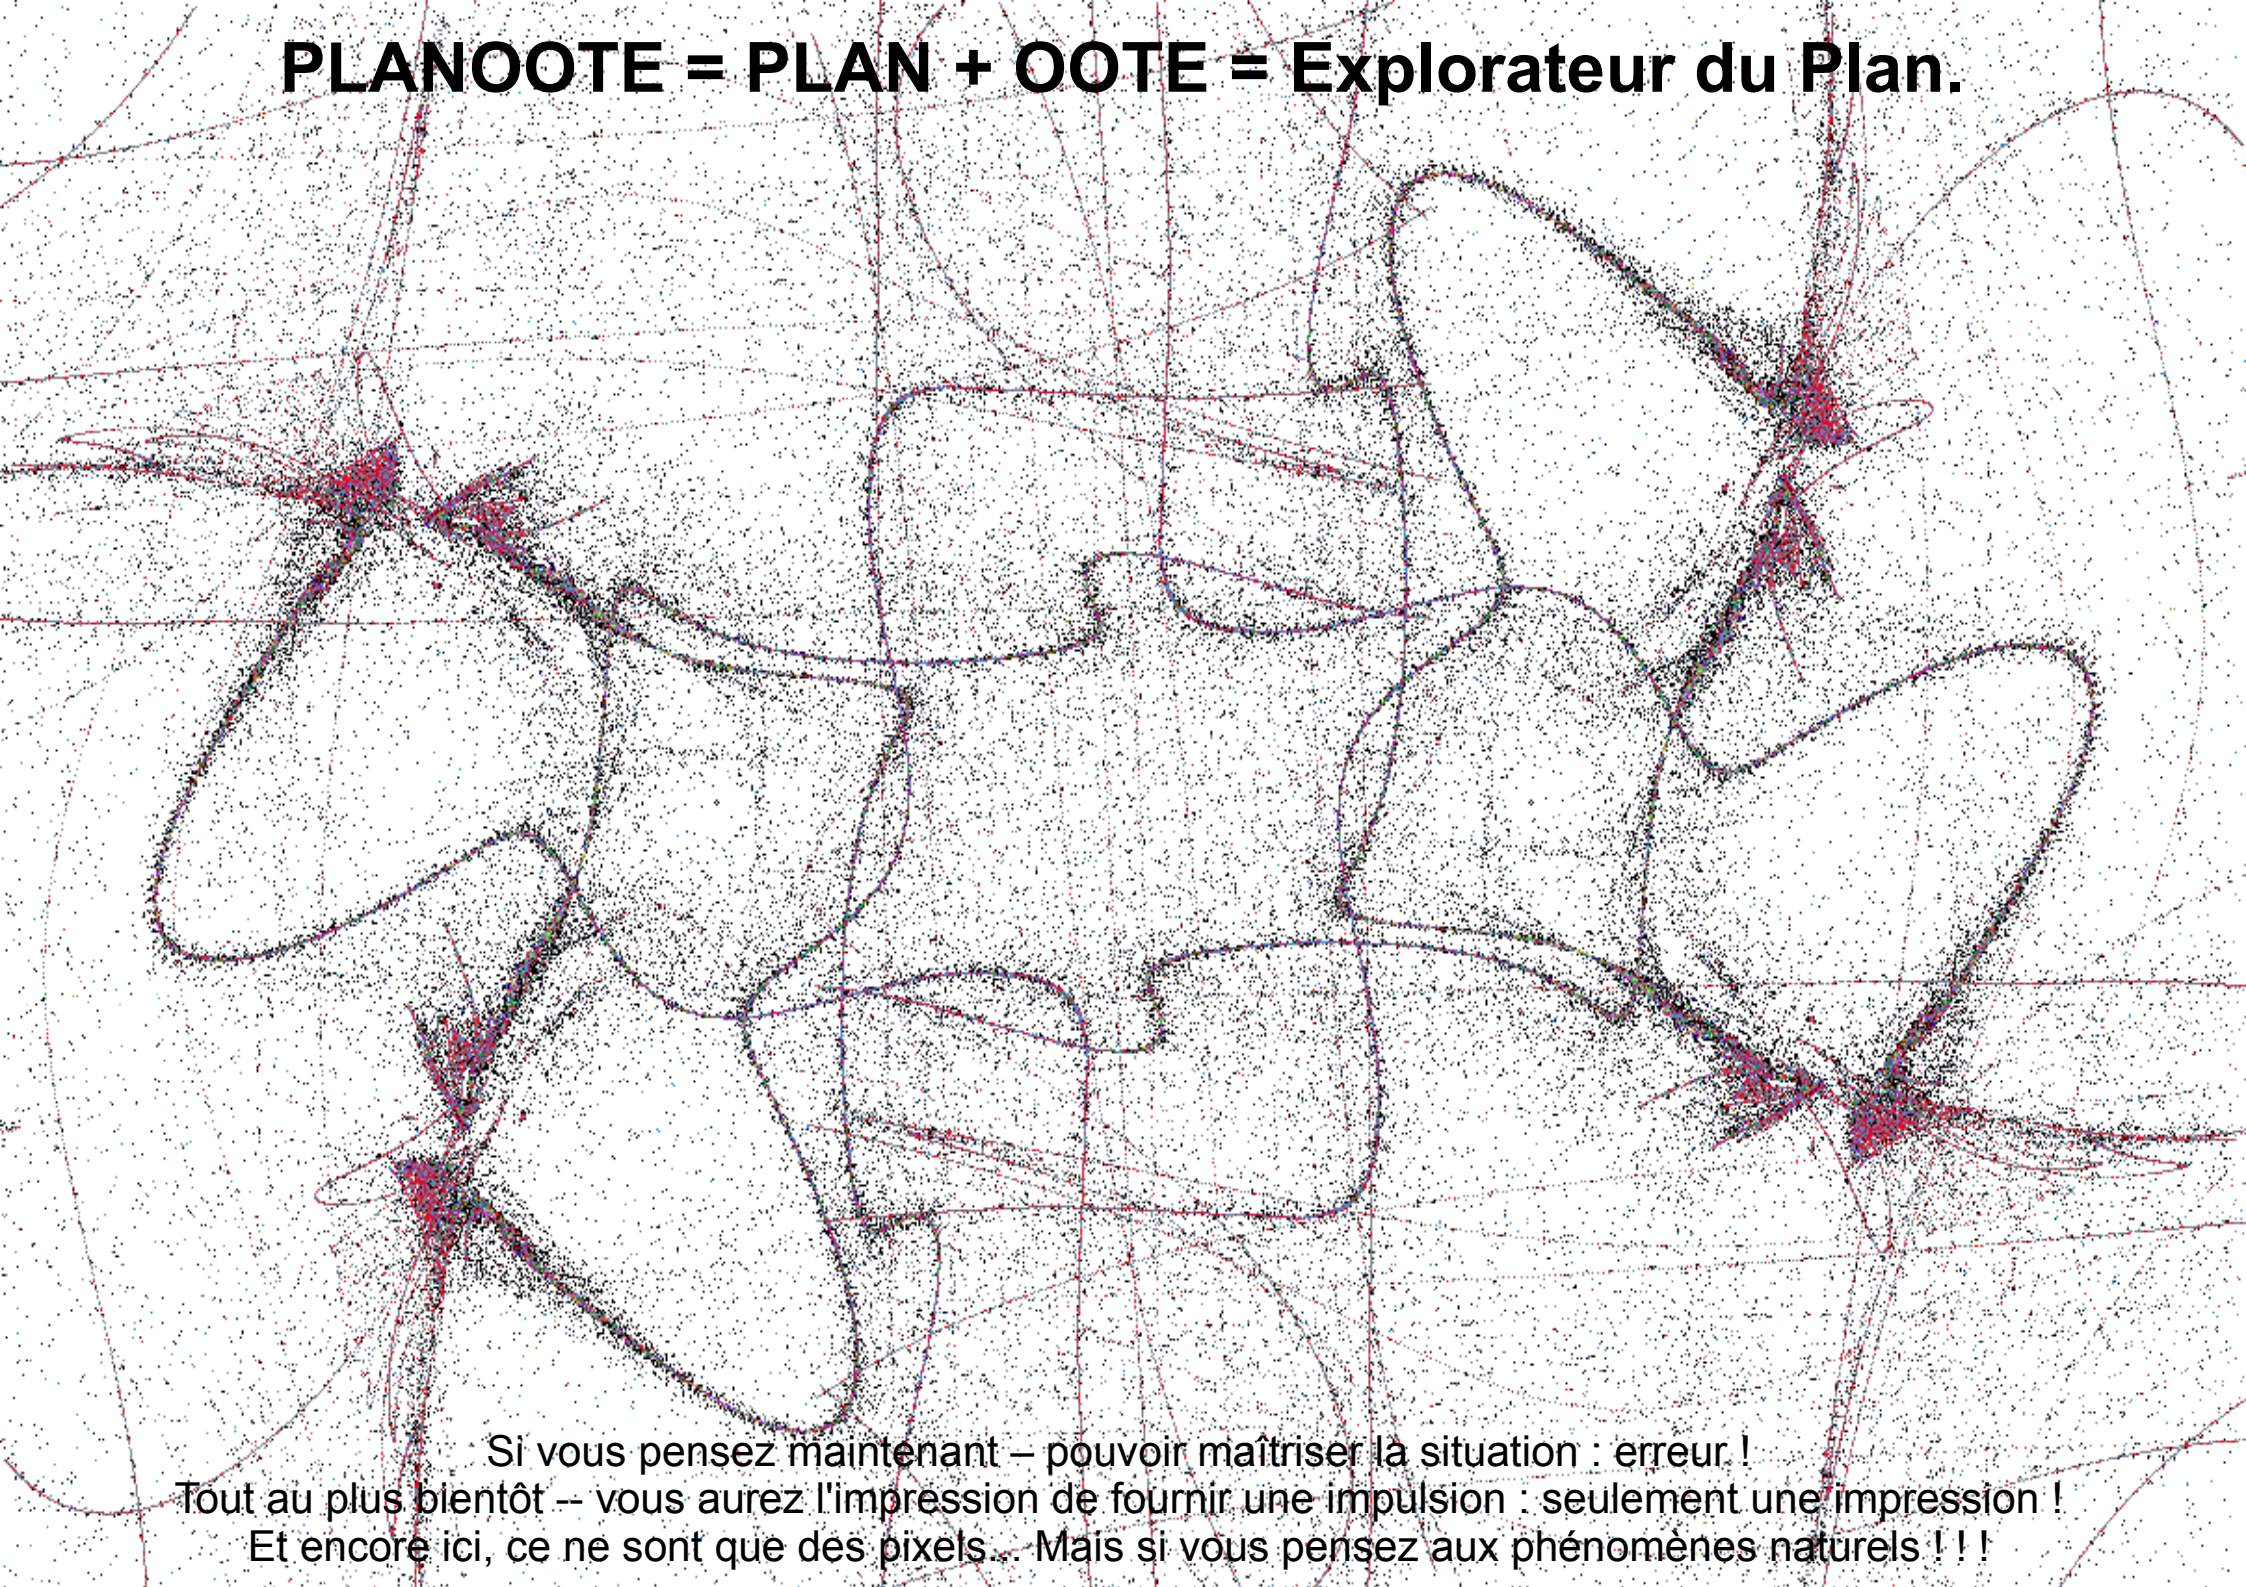 PLANOOTE = PLAN + OOTE = Explorateur du Plan.
Si vous pensez maintenant – pouvoir maîtriser la situation : erreur !
Tout au plus bientôt -- vous aurez l'impression de fournir une impulsion : seulement une impression !
Et encore ici, ce ne sont que des pixels... Mais si vous pensez aux phénomènes naturels ! ! !